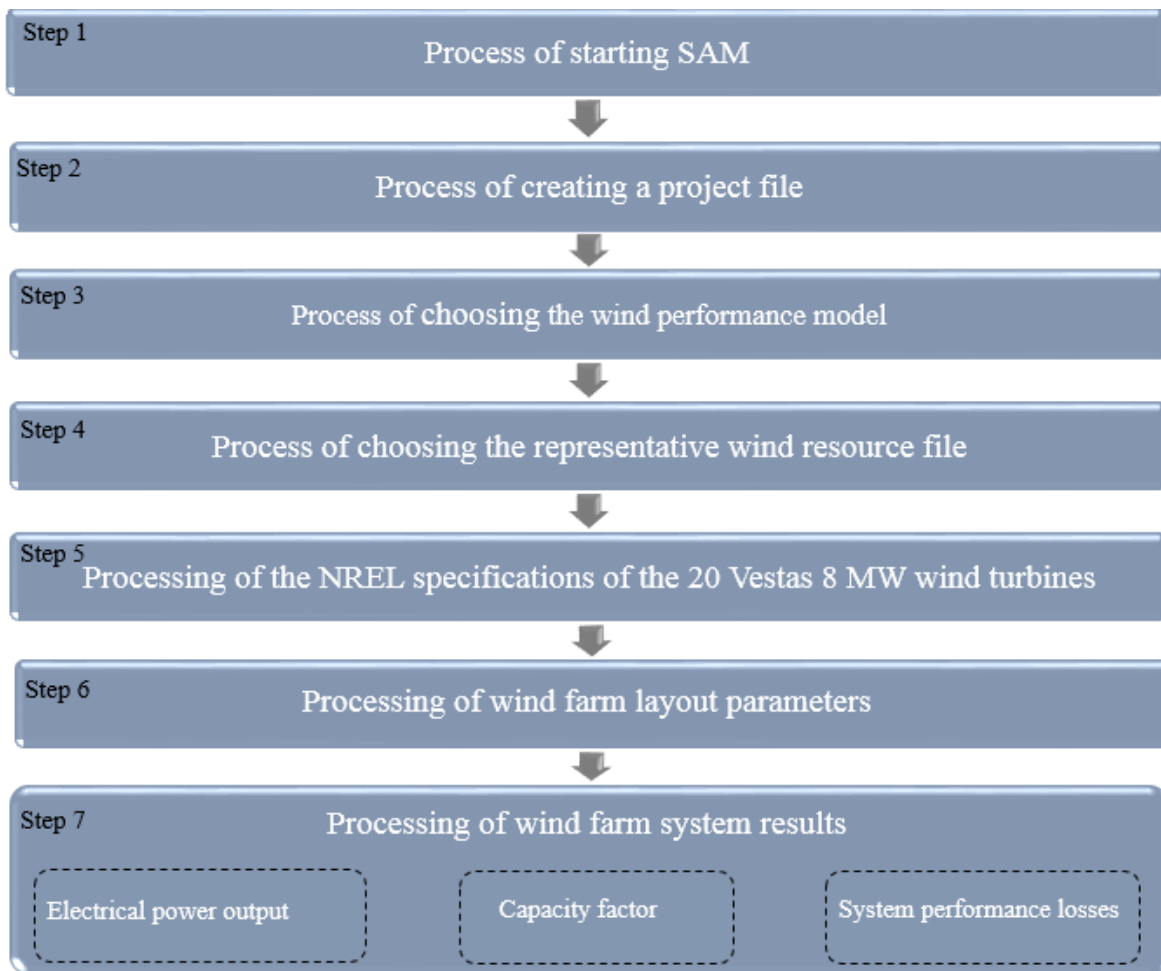 Step 1
Process of starting SAM
Step 2
Process of creating a project file
Step 3
Process of choosing the wind performance model
Step 4
Process of choosing the representative wind resource file
Step 5
Processing of the NREL specifications of the 20 Vestas 8 MW wind turbines
Step 6
Processing of wind farm layout parameters
Step 7
Processing of wind farm system results
Electrical power output
Capacity factor
System performance losses